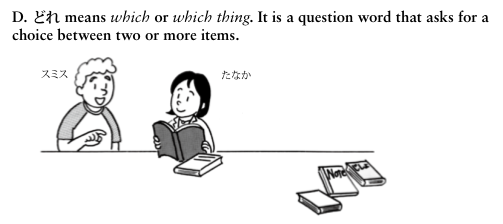 D. どれ means which or which thing. It is a question word that asks for a
choice between two or more items.
スミス
たなか
Note